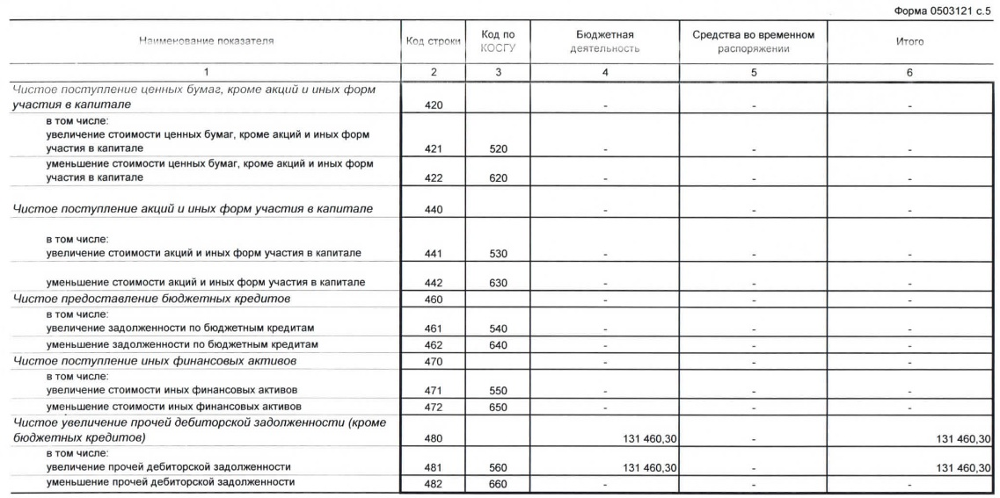 Форма 0503121 с.5
Наименование показателя Код строки Код по КОСГУ Бюджетная деятельность Средства во временном распоряжении Итого
1 2 3 4 5 6
Чистое поступление ценных бумаг, кроме акций и иных форм
участия в капитале 420 - - -
в том числе:
увеличение стоимости ценных бумаг, кроме акций и иных форм
участия в капитале 421 520 - - -
уменьшение стоимости ценных бумаг, кроме акций и иных форм
участия в капитале 422 620 - - -
Чистое поступление акций и иных форм участия в капитале 440 - - -
в том числе:
увеличение стоимости акций и иных форм участия в капитале 441 530 - - -
уменьшение стоимости акций и иных форм участия в капитале 442 630 - - -
Чистое предоставление бюджетных кредитов 460 - - -
в том числе:
увеличение задолженности по бюджетным кредитам 461 540 - - -
уменьшение задолженности по бюджетным кредитам 462 640 - - -
Чистое поступление иных финансовых активов 470 - - -
в том числе:
увеличение стоимости иных финансовых активов 471 550 - - -
уменьшение стоимости иных финансовых активов 472 650 - - -
Чистое увеличение прочей дебиторской задолженности (кроме
бюджетных кредитов) 480 131 460,30 - 131 460,30
в том числе:
увеличение прочей дебиторской задолженности 481 560 131 460,30 - 131 460,30
уменьшение прочей дебиторской задолженности 482 660 - - -